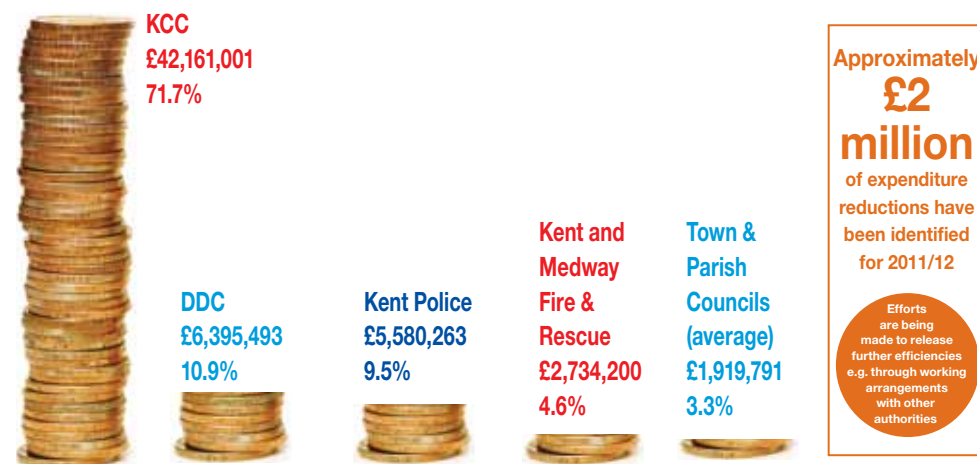 KCC
£42,161,001
71.7%
DDC
£6,395,493
10.9%
Kent Police
£5,580,263
9.5%
Kent and
Medway
Fire &
Rescue
£2,734,200
4.6%
Town &
Parish
Councils
(average)
£1,919,791
3.3%
Approximately
£2
million
of expenditure
reductions have
been identified
for 2011/12
Efforts
are being
made to release
further efficiencies
e.g. through working
arrangements
with other
authorities